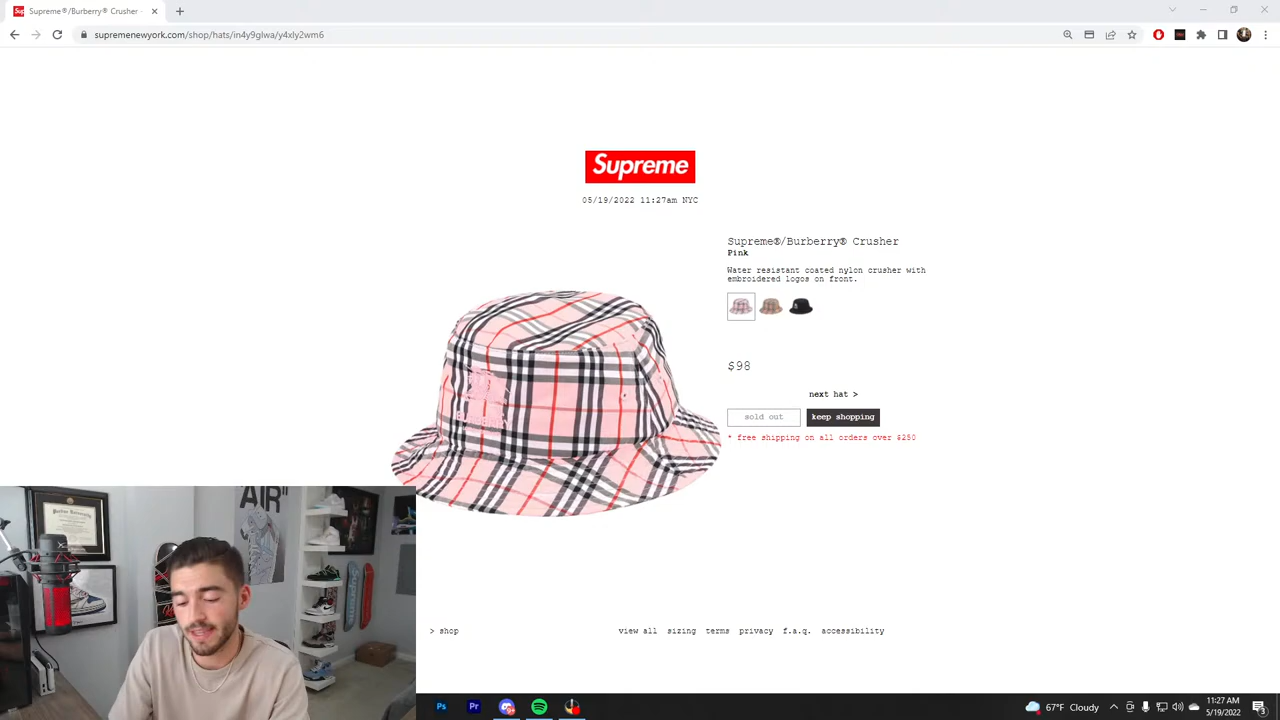 Supreme®/Burberry® Crusher -
supremenewyork.com/shop/hats/in4y9glwa/y4xly2wm6
Supreme
05/19/2022 11:27am NYC
Supreme®/Burberry® Crusher
Pink
Water resistant coated nylon crusher with
embroidered logos on front.
$98
next hat >
sold out
keep shopping
* free shipping on all orders over $250
AIR"
> shop
view all sizing terms privacy f.a.q. accessibility
Ps
Pr
67°F Cloudy
11:27 AM
5/19/2022